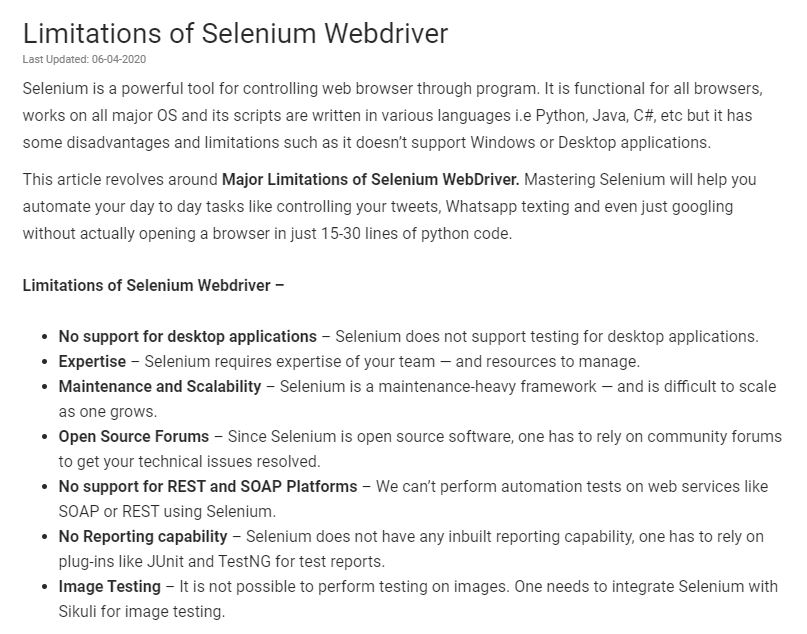 Limitations of Selenium Webdriver
Last Updated: 06-04-2020
Selenium is a powerful tool for controlling web browser through program. It is functional for all browsers,
works on all major OS and its scripts are written in various languages i.e Python, Java, C#, etc but it has
some disadvantages and limitations such as it doesn't support Windows or Desktop applications.
This article revolves around Major Limitations of Selenium WebDriver. Mastering Selenium will help you
automate your day to day tasks like controlling your tweets, Whatsapp texting and even just googling
without actually opening a browser in just 15-30 lines of python code.
Limitations of Selenium Webdriver –
• No support for desktop applications – Selenium does not support testing for desktop applications.
• Expertise – Selenium requires expertise of your team — and resources to manage.
• Maintenance and Scalability – Selenium is a maintenance-heavy framework — and is difficult to scale
as one grows.
• Open Source Forums – Since Selenium is open source software, one has to rely on community forums
to get your technical issues resolved.
• No support for REST and SOAP Platforms – We can't perform automation tests on web services like
SOAP or REST using Selenium.
• No Reporting capability – Selenium does not have any inbuilt reporting capability, one has to rely on
plug-ins like JUnit and TestNG for test reports.
• Image Testing – It is not possible to perform testing on images. One needs to integrate Selenium with
Sikuli for image testing.